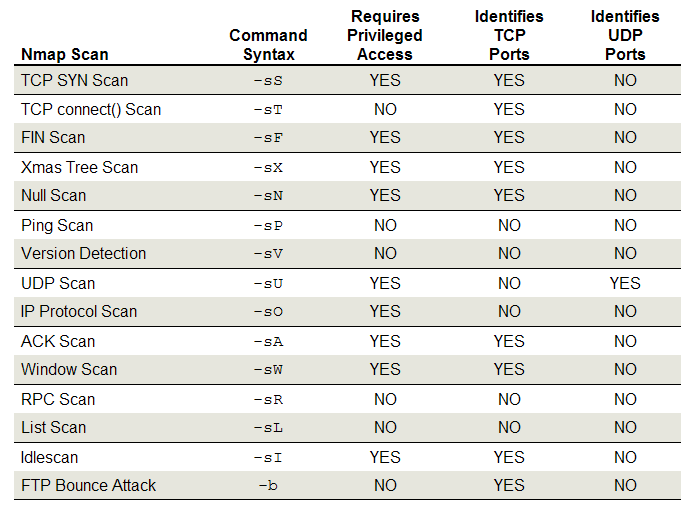 Nmap Scan Command Syntax Requires Privileged Access Identifies TCP Ports Identifies UDP Ports
TCP SYN Scan -sS YES YES NO
TCP connect() Scan -sT NO YES NO
FIN Scan -sF YES YES NO
Xmas Tree Scan -sX YES YES NO
Null Scan -sN YES YES NO
Ping Scan -sP NO NO NO
Version Detection -sV NO NO NO
UDP Scan -sU YES NO YES
IP Protocol Scan -sO YES NO NO
ACK Scan -sA YES YES NO
Window Scan -sW YES YES NO
RPC Scan -sR NO NO NO
List Scan -sL NO NO NO
Idlescan -sI YES YES NO
FTP Bounce Attack -b NO YES NO